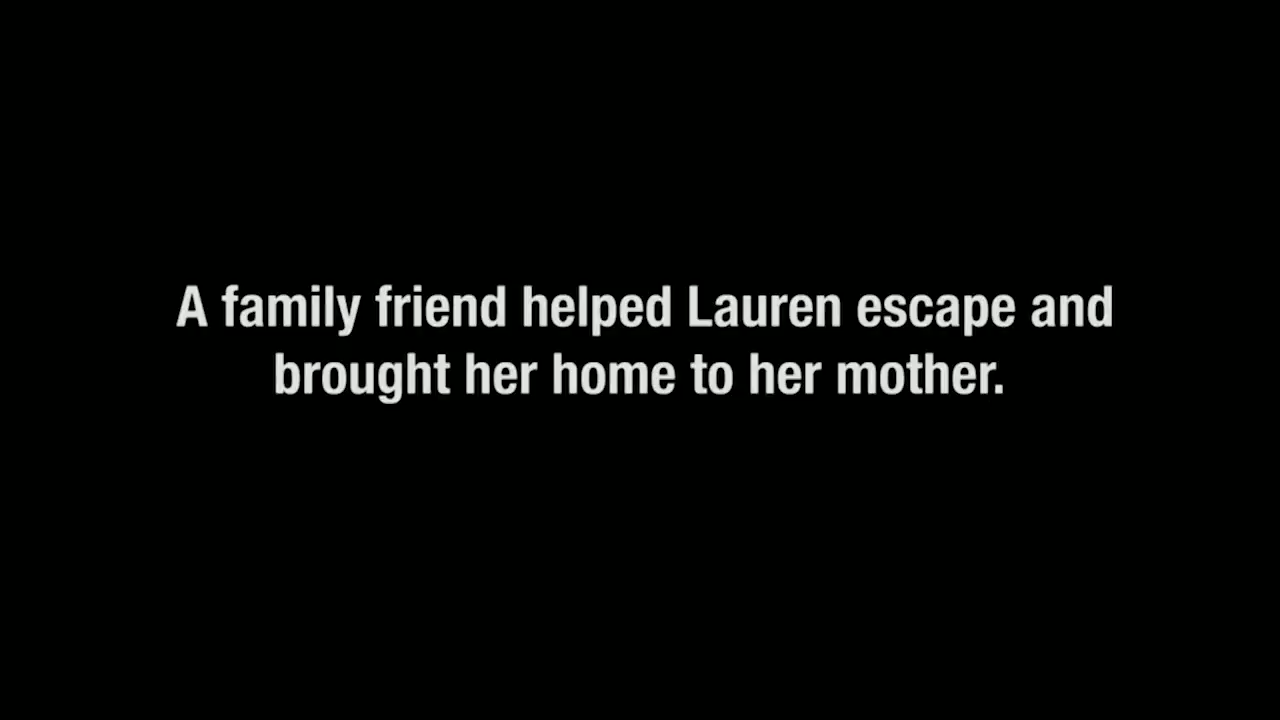 A family friend helped Lauren escape and
brought her home to her mother.